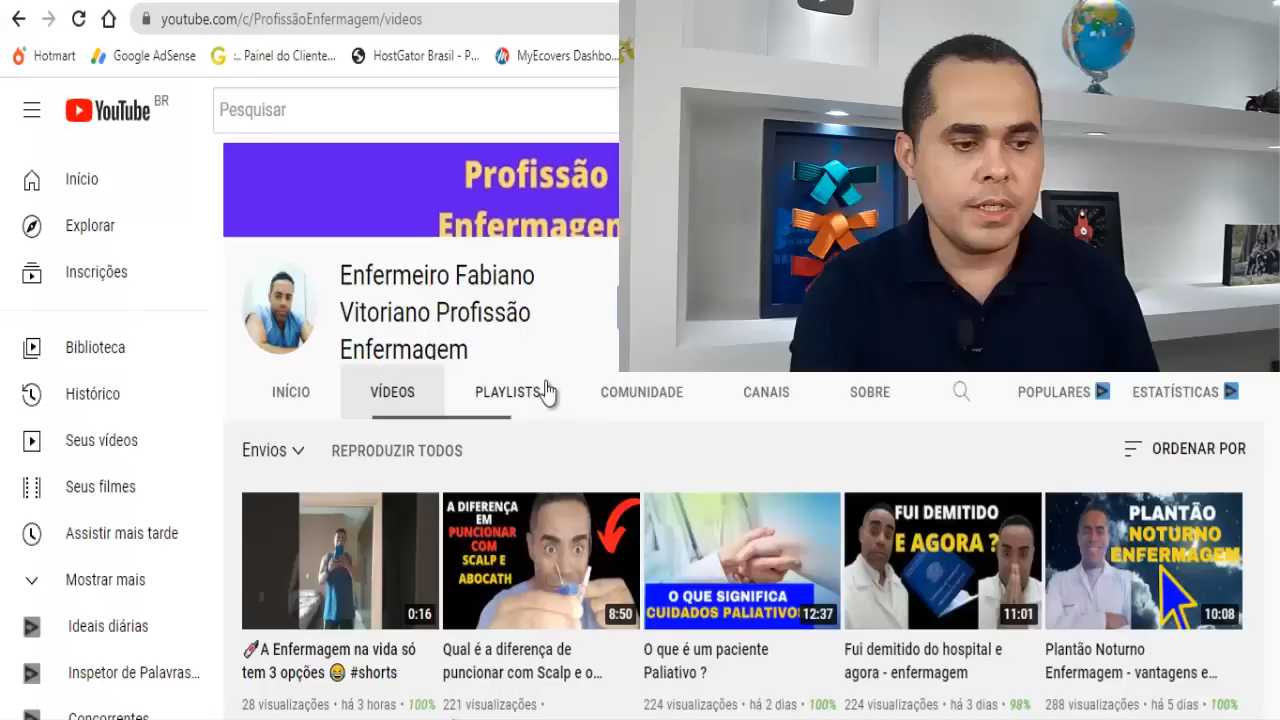 youtube.com/c/ProfissãoEnfermagem/videos
Hotmart
Google AdSense
:.. Painel do Cliente...
HostGator Brasil - P...
MyEcovers Dashbo...
YouTube BR
Pesquisar
Início
Explorar
Inscrições
Biblioteca
Histórico
Seus vídeos
Seus filmes
Assistir mais tarde
Mostrar mais
Ideais diárias
Inspetor de Palavras...
Concorrentes
Profissão
Enfermagem
Enfermeiro Fabiano
Vitoriano Profissão
Enfermagem
INÍCIO
VÍDEOS
PLAYLISTS
COMUNIDADE
CANAIS
SOBRE
POPULARES
ESTATÍSTICAS
Envios
REPRODUZIR TODOS
ORDENAR POR
0:16
🚀A Enfermagem na vida só
tem 3 opções 😂 #shorts
28 visualizações • há 3 horas • 100%
A DIFERENÇA
EM
PUNCIONAR
COM
SCALP E
ABOCATH
8:50
Qual é a diferença de
puncionar com Scalp e o...
221 visualizações •
O QUE SIGNIFICA
CUIDADOS PALIATIVOS
12:37
O que é um paciente
Paliativo ?
224 visualizações • há 2 dias • 100%
FUI DEMITIDO
E AGORA ?
11:01
Fui demitido do hospital e
agora - enfermagem
224 visualizações • há 3 dias • 98%
PLANTÃO
NOTURNO
ENFERMAGEM
10:08
Plantão Noturno
Enfermagem - vantagens e...
288 visualizações • há 5 dias • 100%